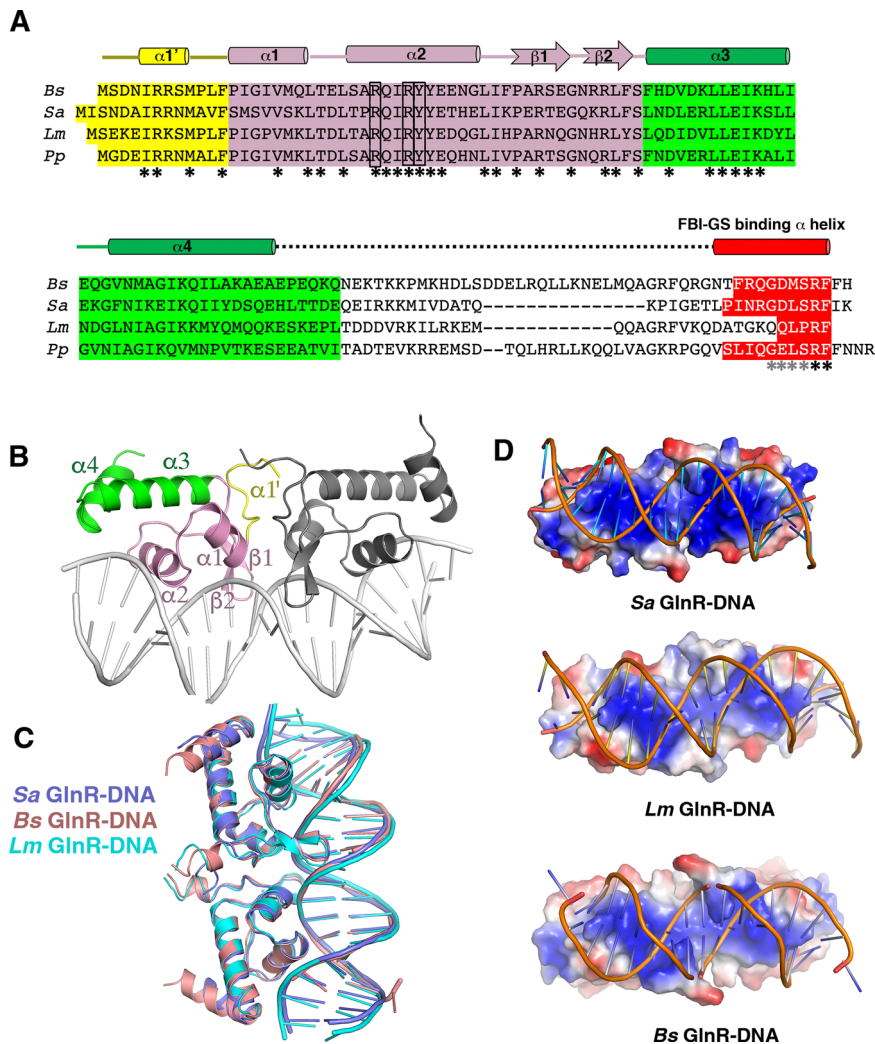 A
α1' α1 α2 β1 β2 α3
Bs MSDNIRRSMPLFPIGIVMQLTELSARQIRYYEENGLIFPARSEGNRRLFSFHDVDKLLEIKHLI
Sa MISNDAIRRNMAVFSMSVVSKLTDLTPRQIRYYETHELIKPERTEGQKRLFSLNDLERLLEIKSLL
Lm MSEKEIRRSMPLFPIGPVMKLTDLSARQIRYYEDQGLIHPARNQGNHRLYSLQDIDVLLEIKDYL
Pp MGDEIRRNMALFPIGIVMKLTDLSARQIRYYEQHNLIVPARTSGNQRLFSFNDVERLLEIKALI
FBI-GS binding α helix
α4
Bs EQGVNMAGIKQILAKAEAEPEQKQNEKTKKPMKHDLSDDELRQLLKNELMQAGRFQRGNTFRQGDMSRFFH
Sa EKGFNIKEIKQIIYDSQEHLTTDEQEIRKKMIVDATQ---------------KPIGETLPINRGDLSRFIK
Lm NDGLNIAGIKKMYQMQQKESKEPLTDDDVRKILRKEM---------------QQAGRFVKQDATGKQQLPRF
Pp GVNIAGIKQVMNPVTKESEEATVITADTEVKRREMSD--TQLHRLLKQQLVAGKRPGQVSLIQGELSRFFNNR
B
α4 α3 α1'
α1 β1
α2 β2
C
Sa GlnR-DNA
Bs GlnR-DNA
Lm GlnR-DNA
D
Sa GlnR-DNA
Lm GlnR-DNA
Bs GlnR-DNA